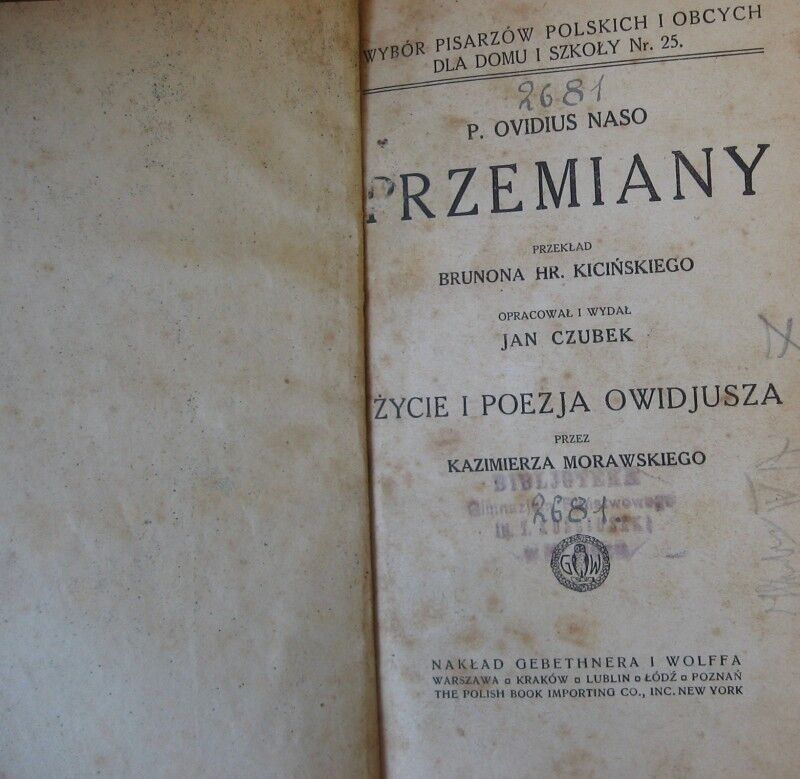 WYBÓR PISARZÓW POLSKICH I OBCYCH
DLA DOMU I SZKOŁY Nr. 25.
2681
P. OVIDIUS NASO
PRZEMIANY
PRZEKŁAD
BRUNONA HR. KICIŃSKIEGO
OPRACOWAŁ I WYDAŁ
JAN CZUBEK
ŻYCIE I POEZJA OWIDJUSZA
PRZEZ
KAZIMIERZA MORAWSKIEGO
BIBLJOTEKA
2681
G W
NAKŁAD GEBETHNERA I WOLFFA
WARSZAWA ¤ KRAKÓW ¤ LUBLIN ¤ ŁÓDŹ ¤ POZNAŃ
THE POLISH BOOK IMPORTING CO., INC. NEW YORK